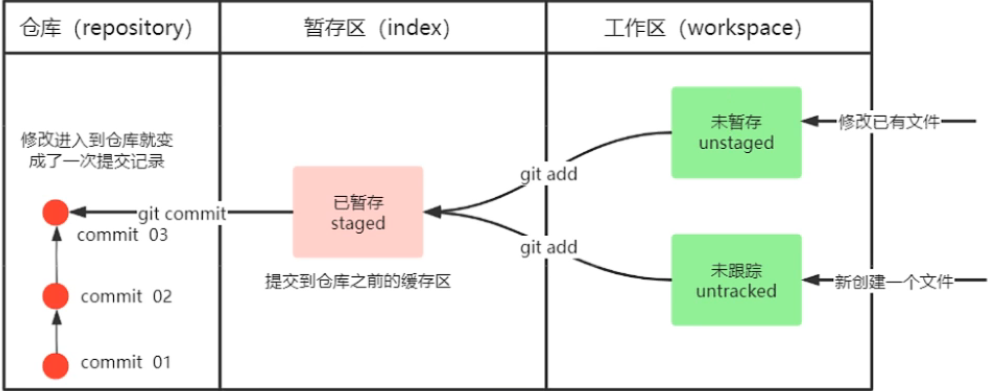 仓库（repository）
暂存区（index）
工作区（workspace）
修改进入到仓库就变
成了一次提交记录
git commit
commit 03
commit 02
commit 01
已暂存
staged
提交到仓库之前的缓存区
git add
git add
未暂存
unstaged
修改已有文件
未跟踪
untracked
新创建一个文件